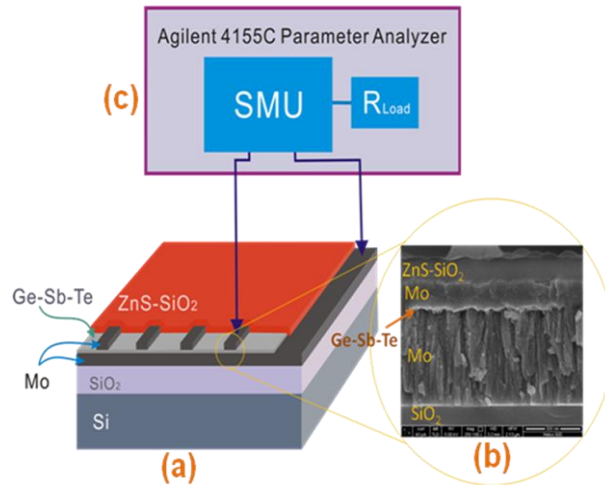 Agilent 4155C Parameter Analyzer
(c)
SMU
RLoad
Ge-Sb-Te
ZnS-SiO₂
Mo
SiO₂
Si
(a)
ZnS-SiO₂
Mo
Ge-Sb-Te
Mo
SiO₂
(b)